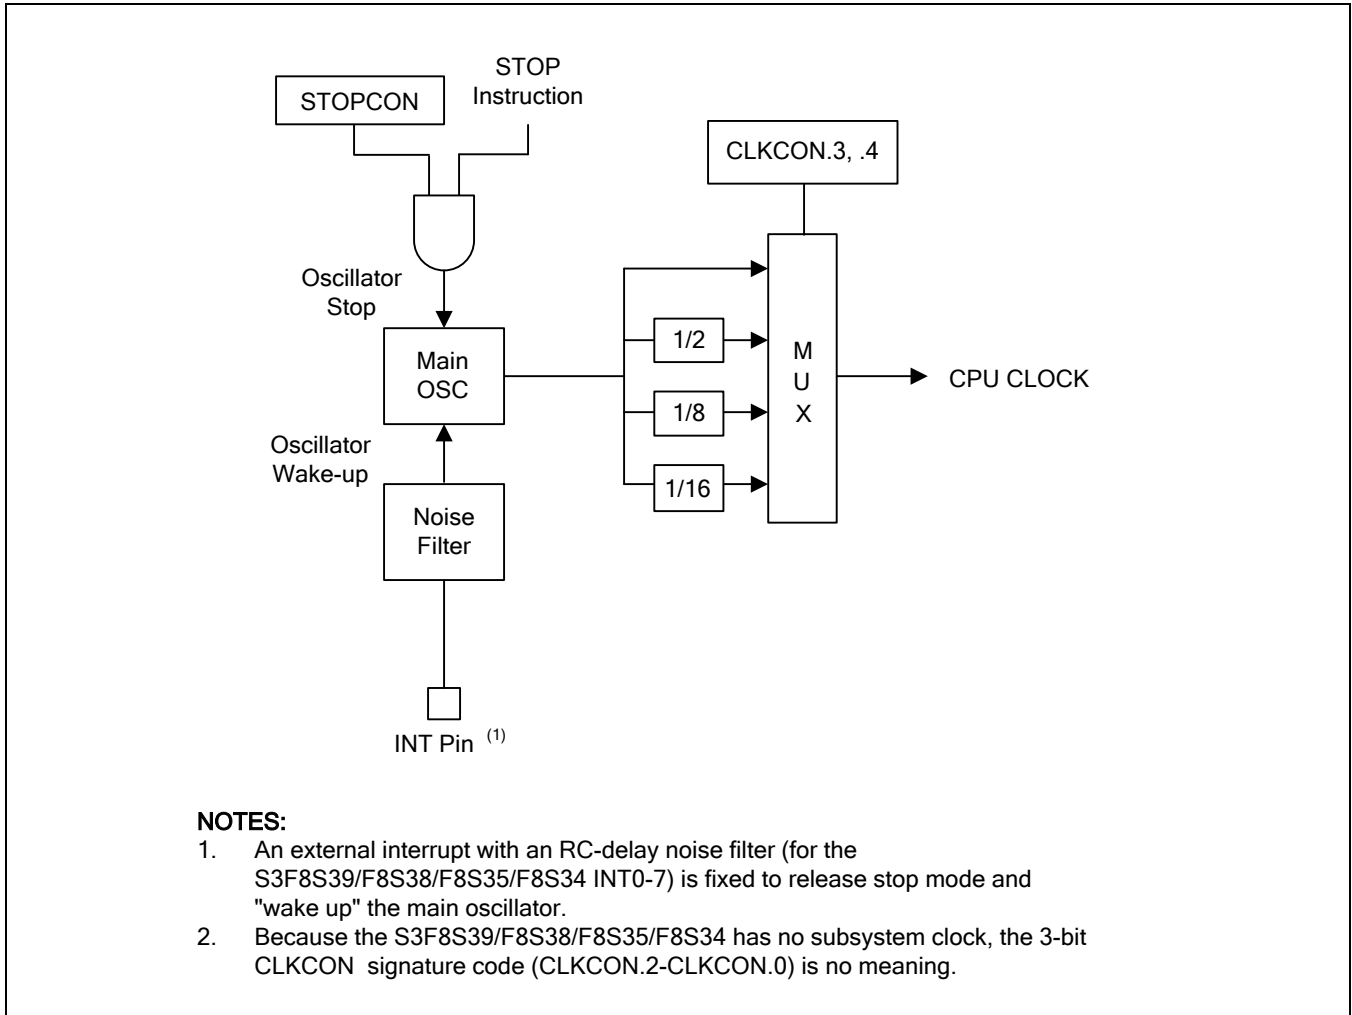 STOPCON
STOP
Instruction
CLKCON.3, .4
Oscillator
Stop
Main
OSC
1/2
1/8
1/16
M
U
X
CPU CLOCK
Oscillator
Wake-up
Noise
Filter
INT Pin (1)
NOTES:
1. An external interrupt with an RC-delay noise filter (for the
S3F8S39/F8S38/F8S35/F8S34 INT0-7) is fixed to release stop mode and
"wake up" the main oscillator.
2. Because the S3F8S39/F8S38/F8S35/F8S34 has no subsystem clock, the 3-bit
CLKCON signature code (CLKCON.2-CLKCON.0) is no meaning.